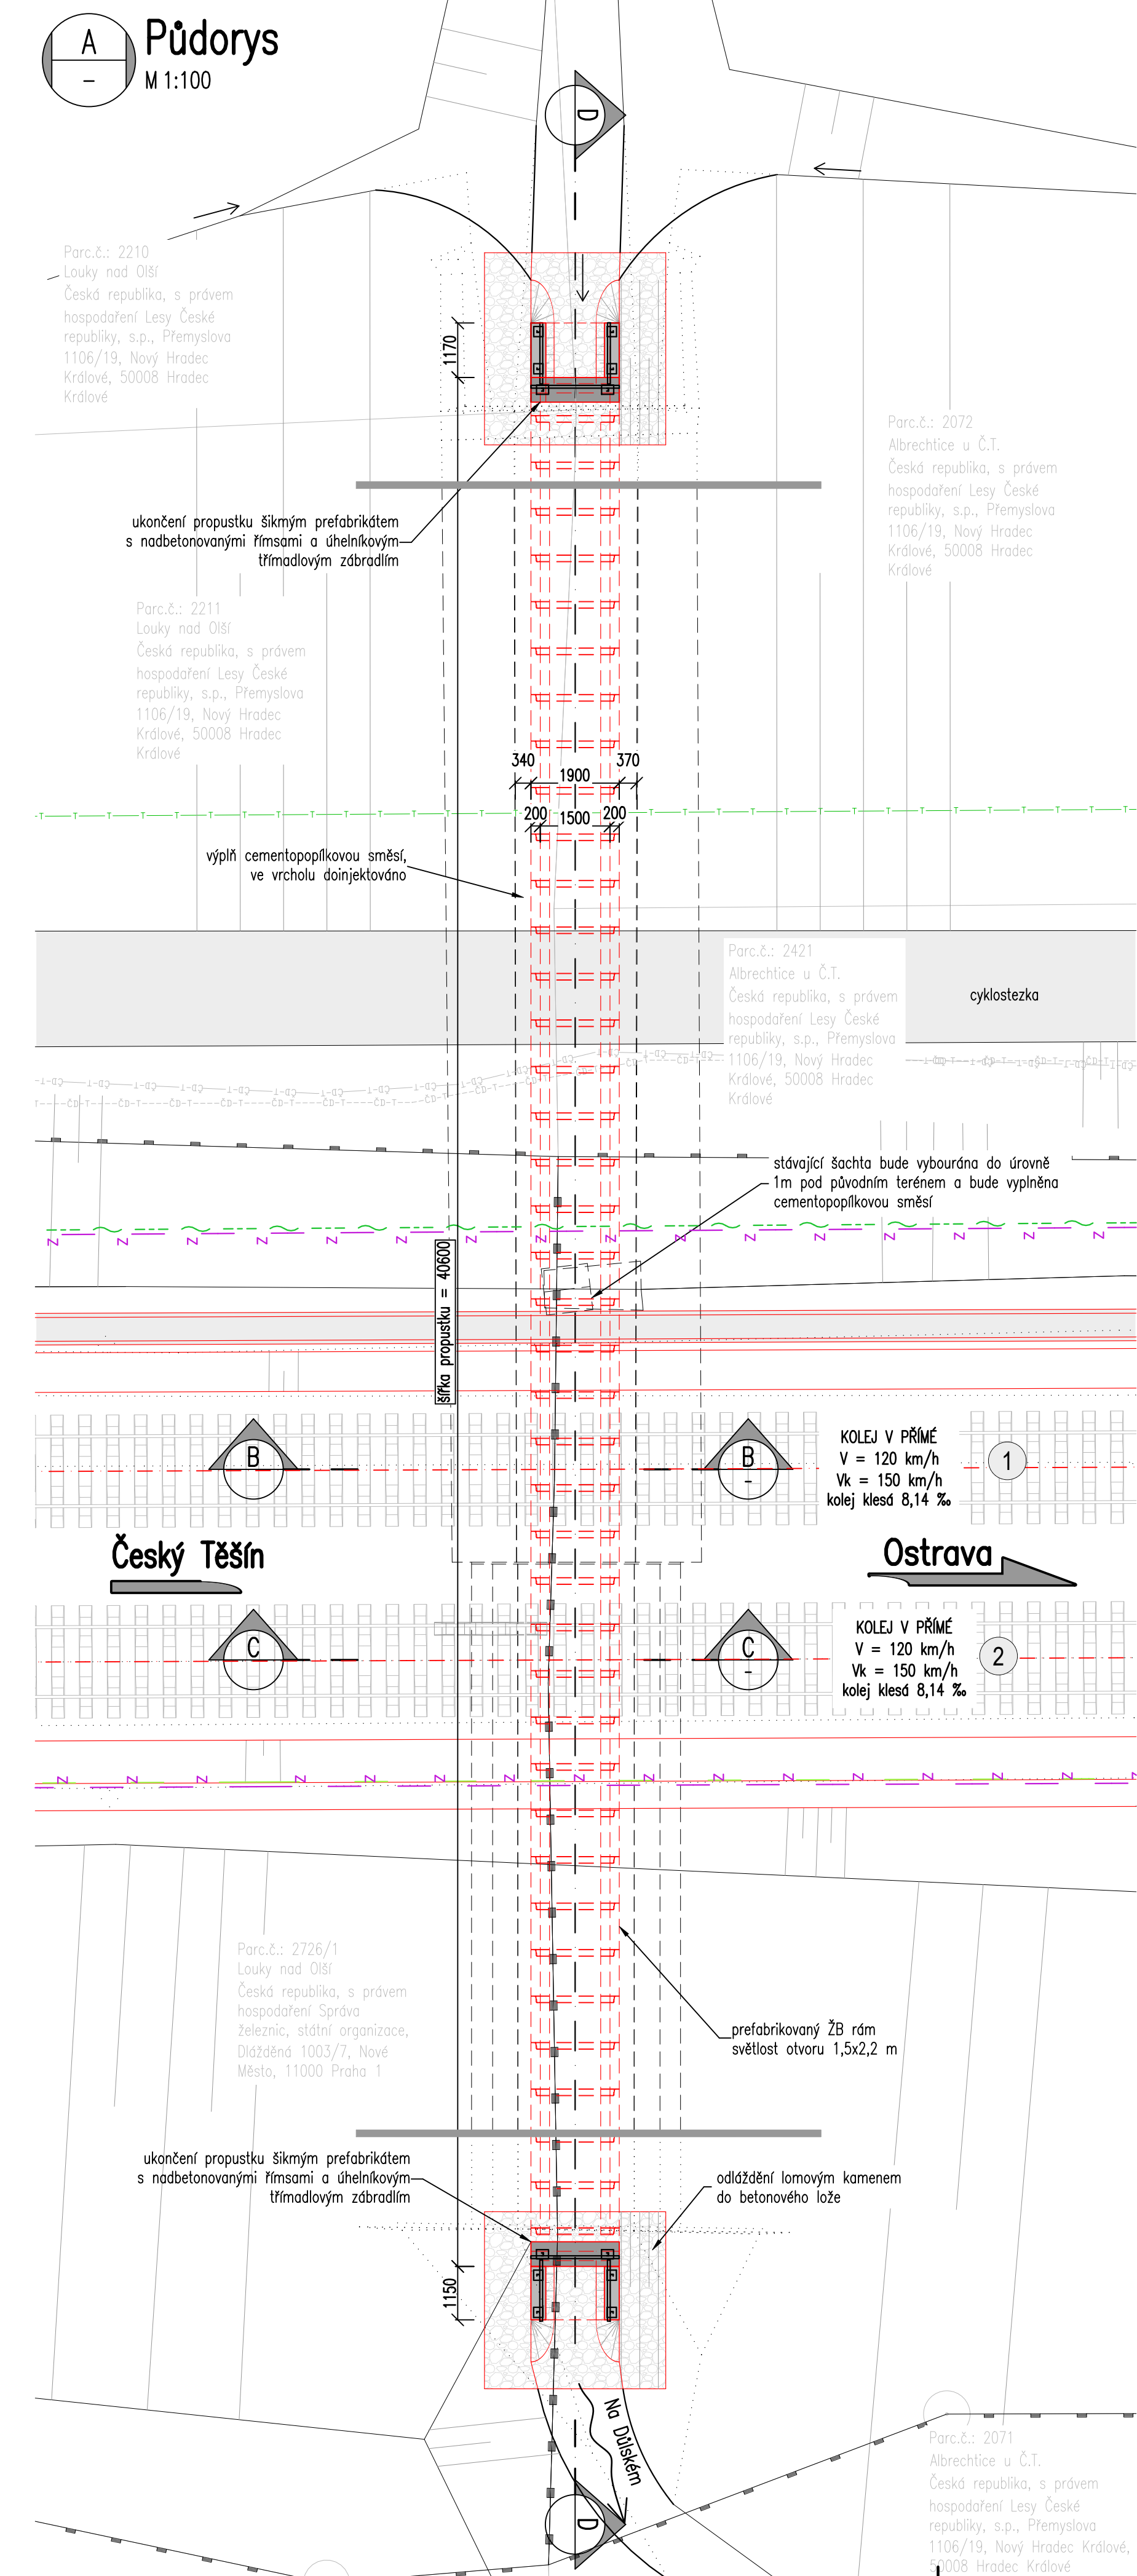 A
-
Půdorys
M 1:100
D
Parc.č.: 2210
Louky nad Olší
Česká republika, s právem
hospodaření Lesy České
republiky, s.p., Přemyslova
1106/19, Nový Hradec
Králové, 50008 Hradec
Králové
1170
Parc.č.: 2072
Albrechtice u Č.T.
Česká republika, s právem
hospodaření Lesy České
republiky, s.p., Přemyslova
1106/19, Nový Hradec
Králové, 50008 Hradec
Králové
ukončení propustku šikmým prefabrikátem
s nadbetonovanými římsami a úhelníkovým
třímadlovým zábradlím
Parc.č.: 2211
Louky nad Olší
Česká republika, s právem
hospodaření Lesy České
republiky, s.p., Přemyslova
1106/19, Nový Hradec
Králové, 50008 Hradec
Králové
340 1900 370
200 1500 200
výplň cementopopílkovou směsí,
ve vrcholu doinjektováno
Parc.č.: 2421
Albrechtice u Č.T.
Česká republika, s právem
hospodaření Lesy České
republiky, s.p., Přemyslova
1106/19, Nový Hradec
Králové, 50008 Hradec
Králové
cyklostezka
stávající šachta bude vybourána do úrovně
1m pod původním terénem a bude vyplněna
cementopopílkovou směsí
šířka propustku = 40600
B
B
-
KOLEJ V PŘÍMÉ
V = 120 km/h
Vk = 150 km/h
kolej klesá 8,14 ‰
1
Český Těšín
Ostrava
C
C
-
KOLEJ V PŘÍMÉ
V = 120 km/h
Vk = 150 km/h
kolej klesá 8,14 ‰
2
Parc.č.: 2726/1
Louky nad Olší
Česká republika, s právem
hospodaření Správa
železnic, státní organizace,
Dlážděná 1003/7, Nové
Město, 11000 Praha 1
prefabrikovaný ŽB rám
světlost otvoru 1,5x2,2 m
ukončení propustku šikmým prefabrikátem
s nadbetonovanými římsami a úhelníkovým
třímadlovým zábradlím
odláždění lomovým kamenem
do betonového lože
1150
Na Důlském
D
Parc.č.: 2071
Albrechtice u Č.T.
Česká republika, s právem
hospodaření Lesy České
republiky, s.p., Přemyslova
1106/19, Nový Hradec Králové,
50008 Hradec Králové